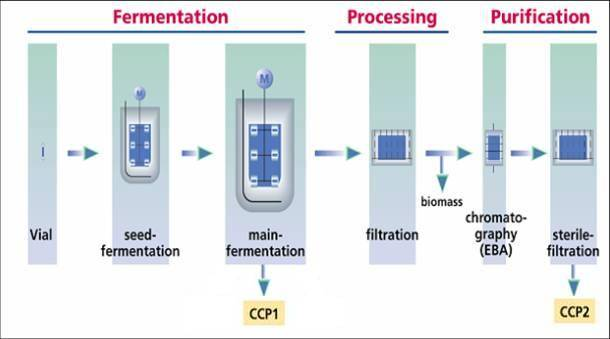 Fermentation
Processing
Purification
M
M
Vial
seed-
fermentation
main-
fermentation
filtration
biomass
chromato-
graphy
(EBA)
sterile-
filtration
CCP1
CCP2